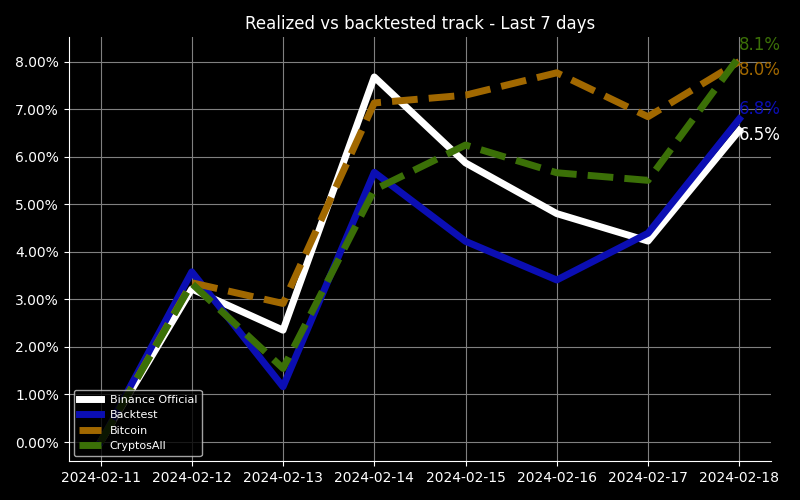 Realized vs backtested track - Last 7 days
8.1%
8.0%
6.8%
6.5%
8.00%
7.00%
6.00%
5.00%
4.00%
3.00%
2.00%
1.00%
0.00%
Binance Official
Backtest
Bitcoin
CryptosAll
2024-02-11 2024-02-12 2024-02-13 2024-02-14 2024-02-15 2024-02-16 2024-02-17 2024-02-18